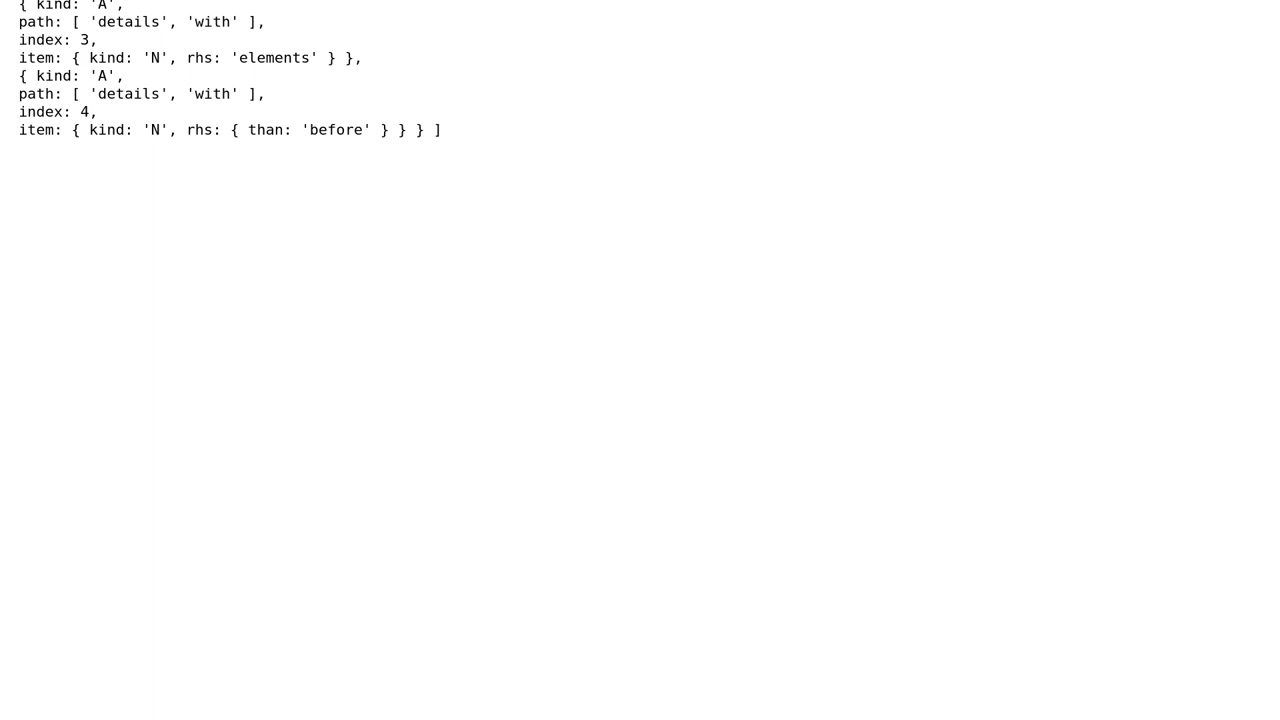 { kind: 'A',
path: [ 'details', 'with' ],
index: 3,
item: { kind: 'N', rhs: 'elements' } },
{ kind: 'A',
path: [ 'details', 'with' ],
index: 4,
item: { kind: 'N', rhs: { than: 'before' } } } ]